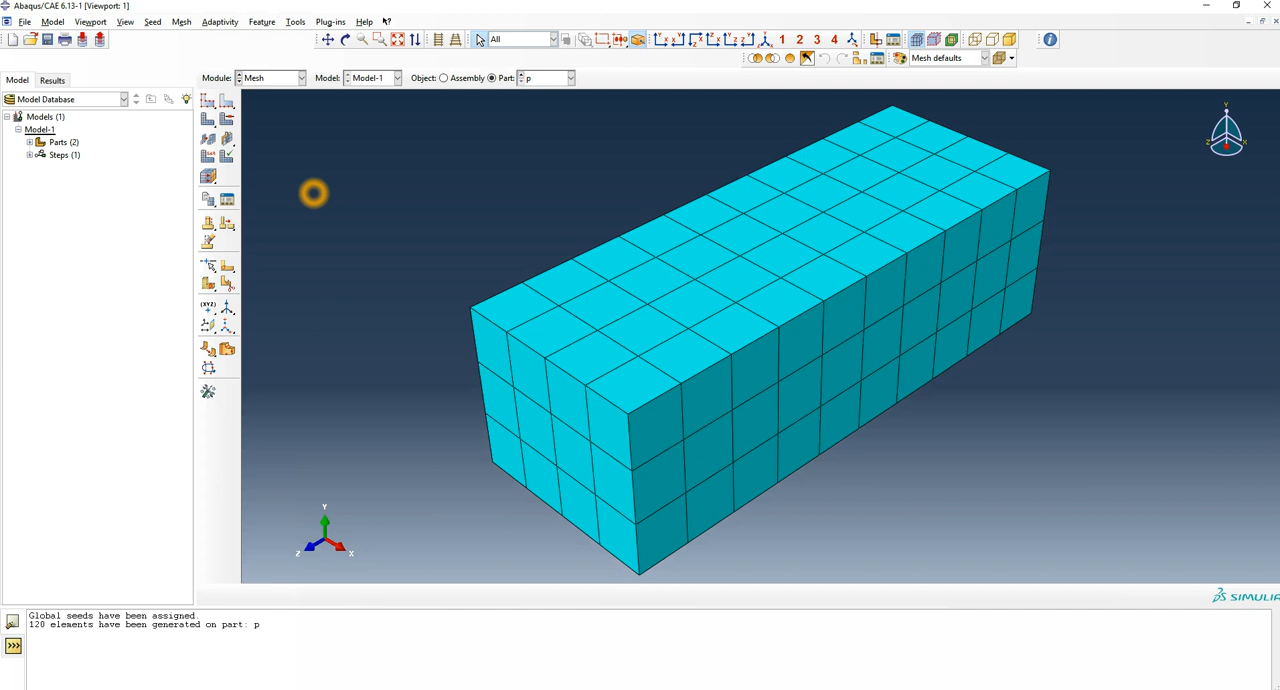 Abaqus/CAE 6.13-1 [Viewport: 1]
File Model Viewport View Seed Mesh Adaptivity Feature Tools Plug-ins Help
All
1 2 3 4
Mesh defaults
Model Results
Module: Mesh Model: Model-1 Object: Assembly Part: p
Model Database
Models (1)
Model-1
Parts (2)
Steps (1)
(XYZ)
Y
Z X
Y
Z X
SIMULIA
Global seeds have been assigned.
120 elements have been generated on part: p
>>>